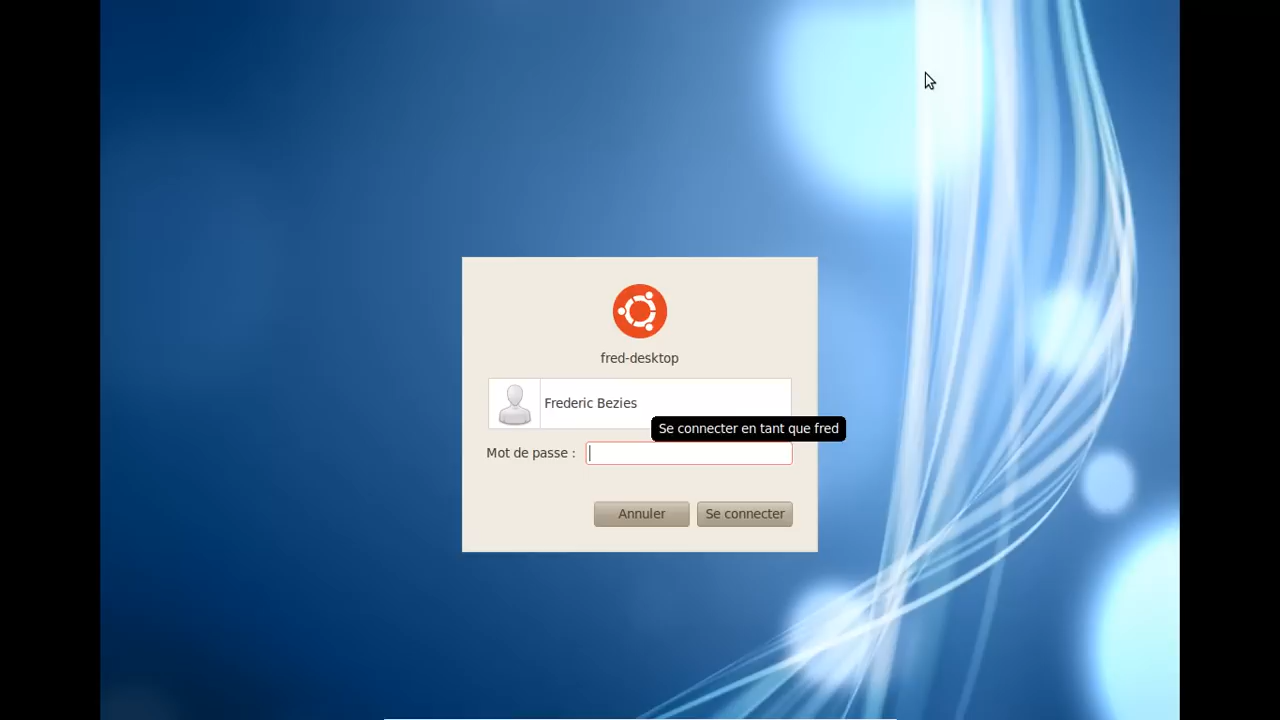 fred-desktop
Frederic Bezies
Se connecter en tant que fred
Mot de passe :
Annuler
Se connecter